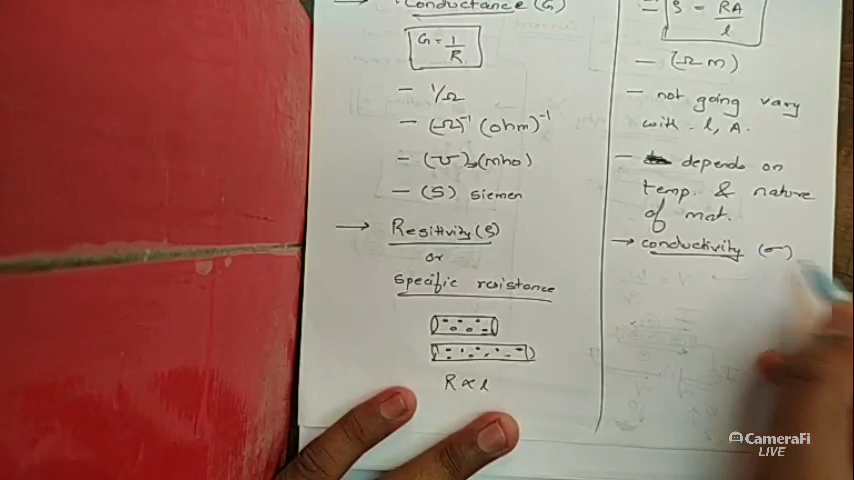 → Conductance (G)
G = 1/R
- 1/Ω
- (Ω)⁻¹ (ohm)⁻¹
- (℧) (mho)
- (S) siemen
→ Resitivity (ρ)
or
Specific resistance
R ∝ l
- ρ = RA/l
- (Ω m)
- not going vary
with l, A.
- depends on
temp. & nature
of mat.
→ conductivity (σ)
CameraFi
LIVE